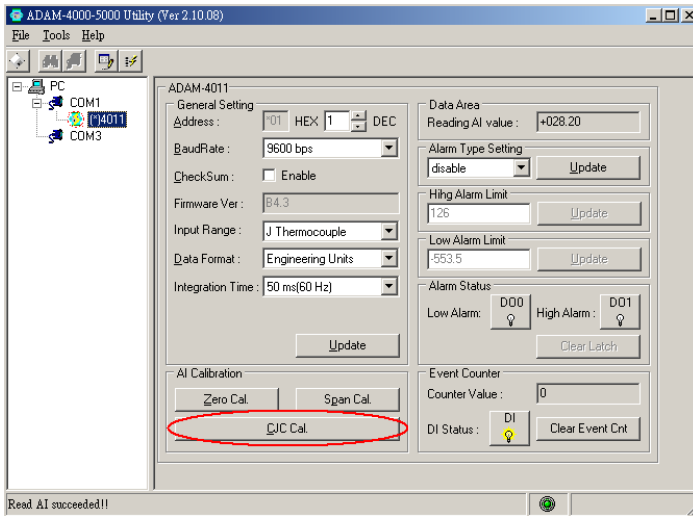 ADAM-4000-5000 Utility (Ver 2.10.08)
File Tools Help
PC
COM1
(*)4011
COM3
ADAM-4011
General Setting
Address : *01 HEX 1 DEC
BaudRate : 9600 bps
CheckSum : Enable
Firmware Ver : B4.3
Input Range : J Thermocouple
Data Format : Engineering Units
Integration Time : 50 ms(60 Hz)
Update
AI Calibration
Zero Cal. Span Cal.
CJC Cal.
Data Area
Reading AI value : +028.20
Alarm Type Setting
disable Update
Hihg Alarm Limit
126 Update
Low Alarm Limit
-553.5 Update
Alarm Status
Low Alarm: DO0 High Alarm : DO1
Clear Latch
Event Counter
Counter Value : 0
DI Status : DI Clear Event Cnt
Read AI succeeded!!